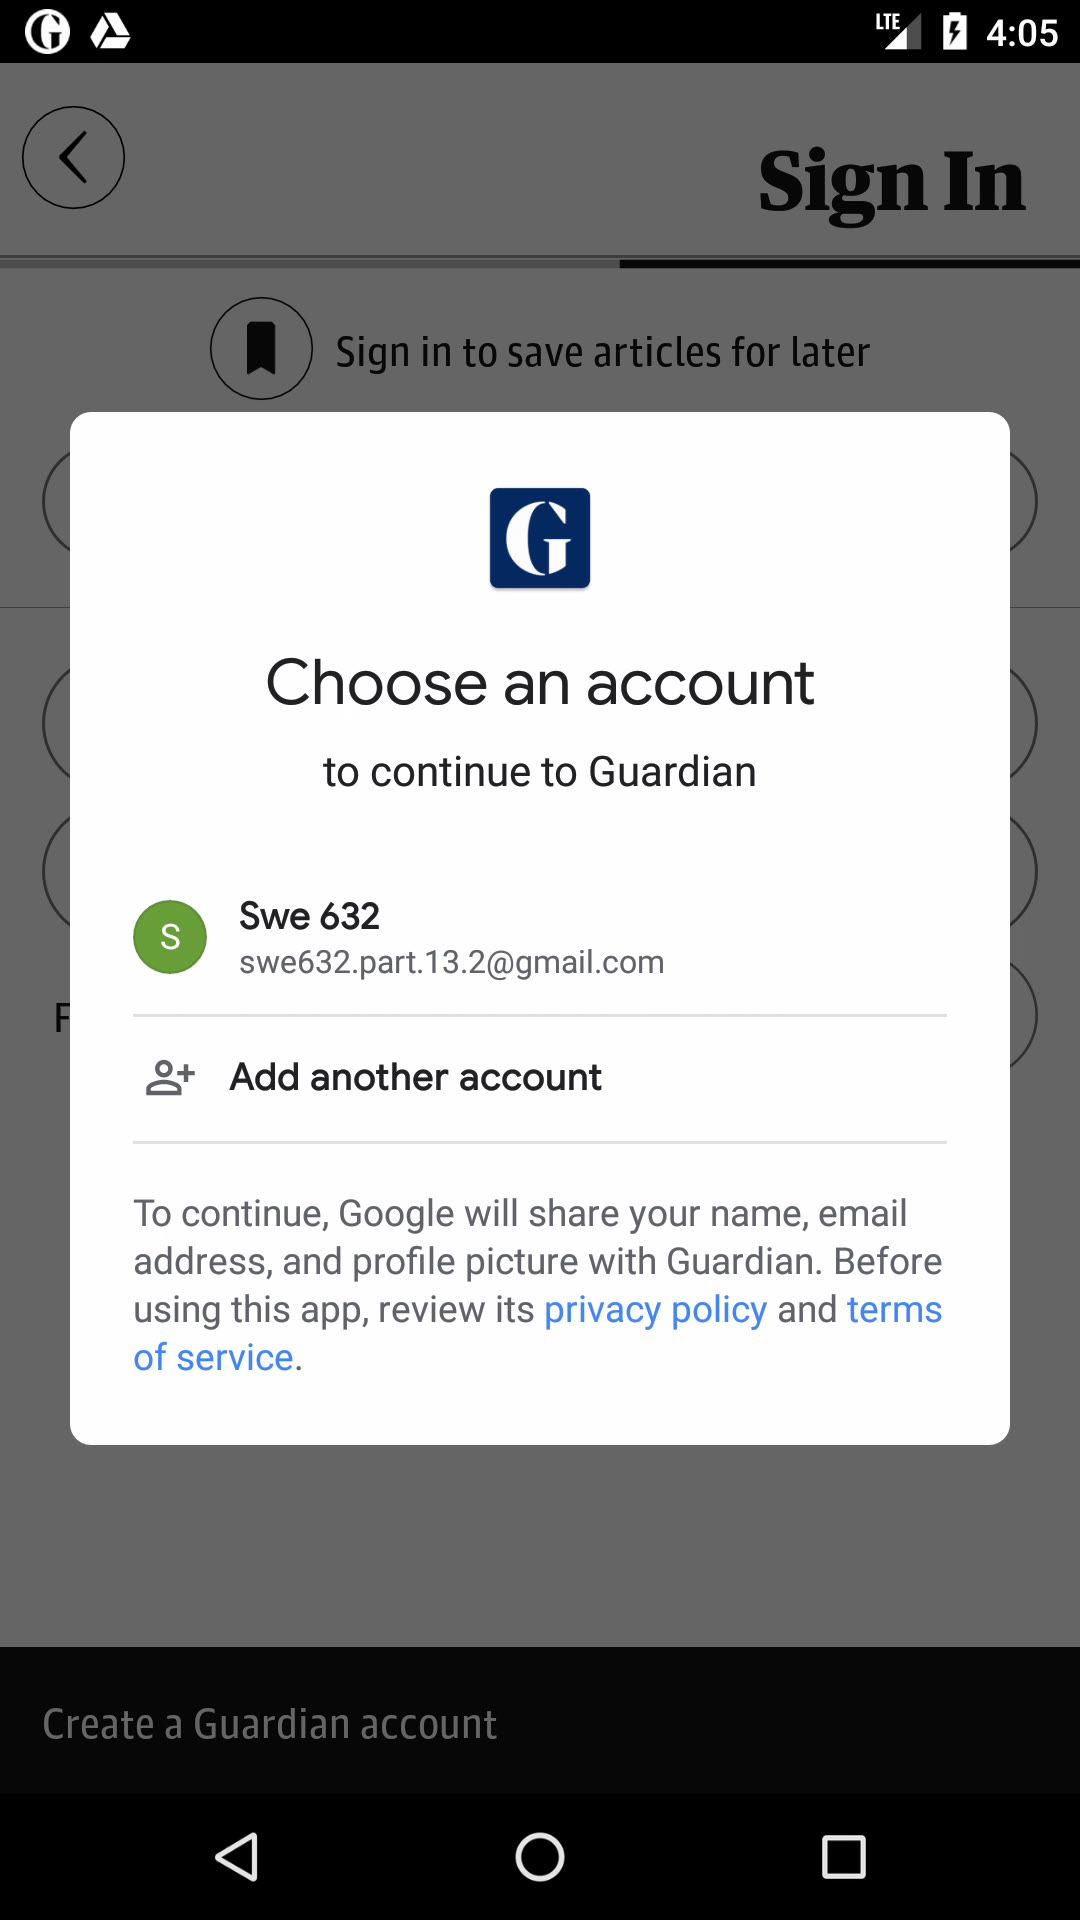 LTE 4:05
Sign In
Sign in to save articles for later
G
Choose an account
to continue to Guardian
S
Swe 632
swe632.part.13.2@gmail.com
F
Add another account
To continue, Google will share your name, email
address, and profile picture with Guardian. Before
using this app, review its privacy policy and terms
of service.
Create a Guardian account